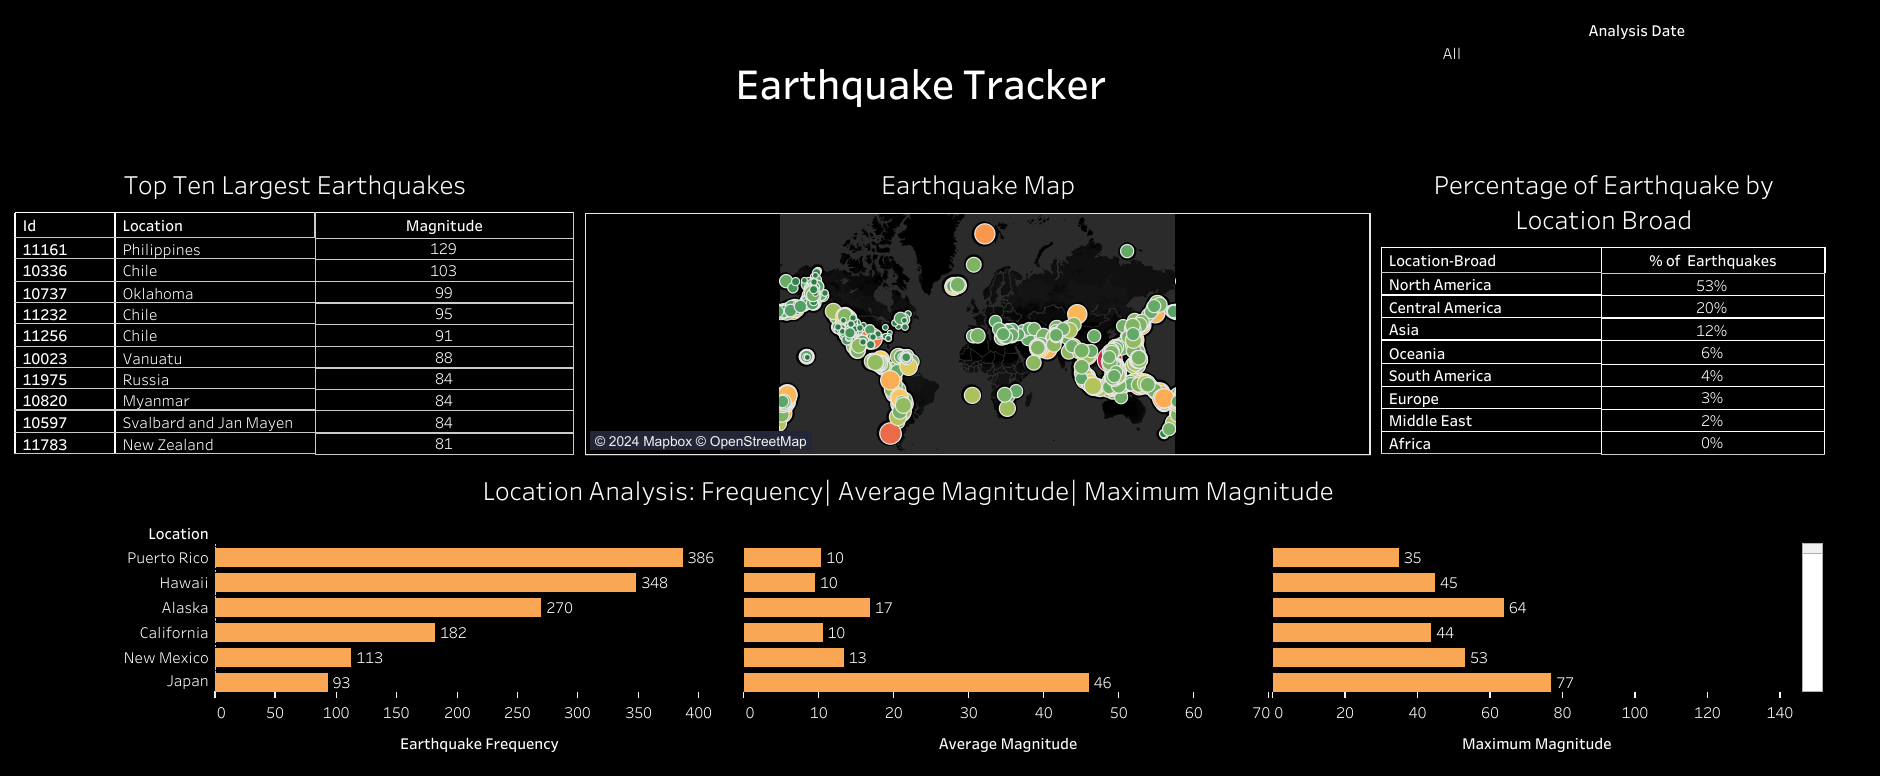 Analysis Date
All
Earthquake Tracker
Top Ten Largest Earthquakes
Id Location Magnitude
11161 Philippines 129
10336 Chile 103
10737 Oklahoma 99
11232 Chile 95
11256 Chile 91
10023 Vanuatu 88
11975 Russia 84
10820 Myanmar 84
10597 Svalbard and Jan Mayen 84
11783 New Zealand 81
Earthquake Map
© 2024 Mapbox © OpenStreetMap
Percentage of Earthquake by
Location Broad
Location-Broad % of Earthquakes
North America 53%
Central America 20%
Asia 12%
Oceania 6%
South America 4%
Europe 3%
Middle East 2%
Africa 0%
Location Analysis: Frequency| Average Magnitude| Maximum Magnitude
Location
Puerto Rico 386 10 35
Hawaii 348 10 45
Alaska 270 17 64
California 182 10 44
New Mexico 113 13 53
Japan 93 46 77
0 50 100 150 200 250 300 350 400 0 10 20 30 40 50 60 70 0 20 40 60 80 100 120 140
Earthquake Frequency Average Magnitude Maximum Magnitude